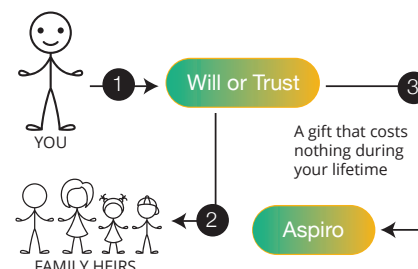 1
Will or Trust
3
YOU
A gift that costs
nothing during
your lifetime
2
Aspiro
FAMILY HEIRS